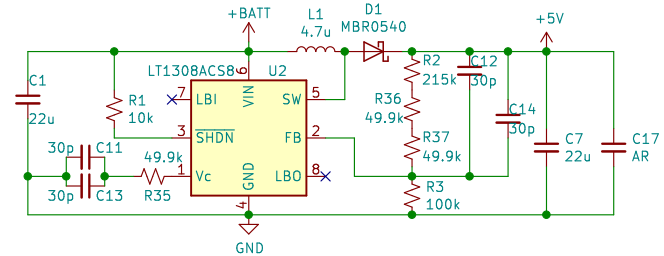 +BATT
L1
4.7u
D1
MBR0540
+5V
C1
22u
R1
10k
LT1308ACS8
U2
7
LBI
6
VIN
SW
5
3
SHDN
FB
2
1
Vc
GND
4
LBO
8
R2
215k
R36
49.9k
R37
49.9k
R3
100k
C12
30p
C14
30p
C7
22u
C17
AR
30p
C11
30p
C13
49.9k
R35
GND